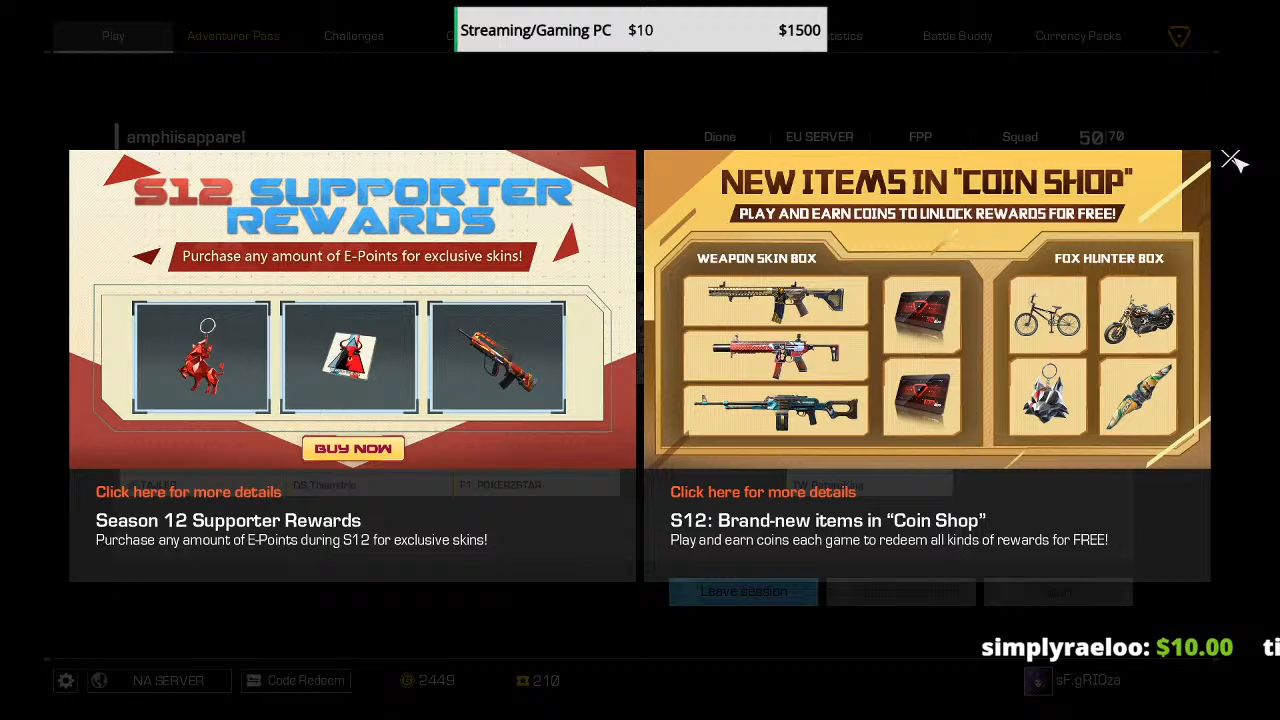 Streaming/Gaming PC $10 $1500
Play Adventurer Pass Challenges Battle Buddy Currency Packs
amphiisapparel Dione EU SERVER FPP Squad 50/70
S12 SUPPORTER
REWARDS
Purchase any amount of E-Points for exclusive skins!
BUY NOW
Click here for more details
Season 12 Supporter Rewards
Purchase any amount of E-Points during S12 for exclusive skins!
NEW ITEMS IN "COIN SHOP"
PLAY AND EARN COINS TO UNLOCK REWARDS FOR FREE!
WEAPON SKIN BOX FOX HUNTER BOX
Click here for more details
S12: Brand-new items in “Coin Shop”
Play and earn coins each game to redeem all kinds of rewards for FREE!
F1_POKERZSTAR
Leave session
simplyraeloo: $10.00 ti
NA SERVER Code Redeem 2449 210 sF.gRI0za